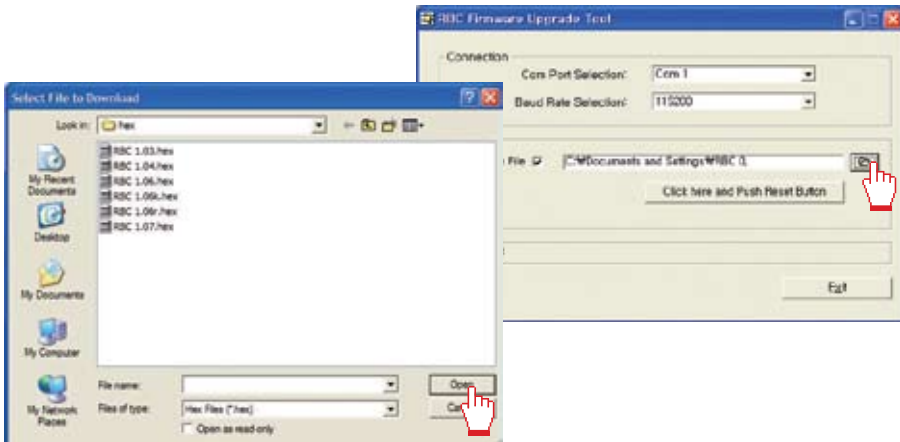 RBC Firmware Upgrade Tool
Connection
Com Port Selection: Com 1
Baud Rate Selection: 115200
File C:₩Documents and Settings₩RBC 0,
Click here and Push Reset Button
Exit
Select File to Download
Look in: hex
RBC 1.03.hex
RBC 1.04.hex
RBC 1.06.hex
RBC 1.06k.hex
RBC 1.06r.hex
RBC 1.07.hex
My Recent
Documents
Desktop
My Documents
My Computer
My Network
Places
File name: Open
Files of type: Hex Files (*.hex)
Open as read-only